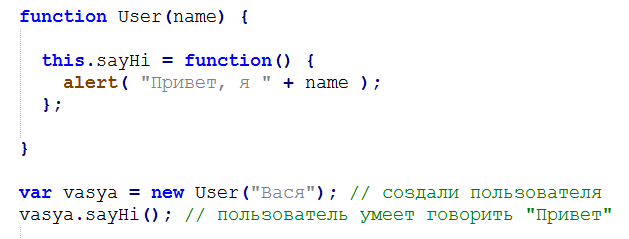 function User(name) {
this.sayHi = function() {
alert( "Привет, я " + name );
};
}
var vasya = new User("Вася"); // создали пользователя
vasya.sayHi(); // пользователь умеет говорить "Привет"